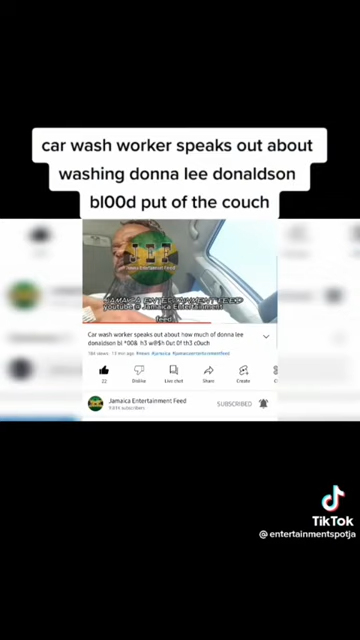 car wash worker speaks out about
washing donna lee donaldson
bl00d put of the couch
youtube @ Jamaica Entertainment
feed
Car wash worker speaks out about how much of donna lee
donaldson bl *00& h3 w@$h 0ut 0f th3 c0uch
Dislike
Live chat
Share
Create
22
Jamaica Entertainment Feed
subscribers
SUBSCRIBED
TikTok
@ entertainmentspotja